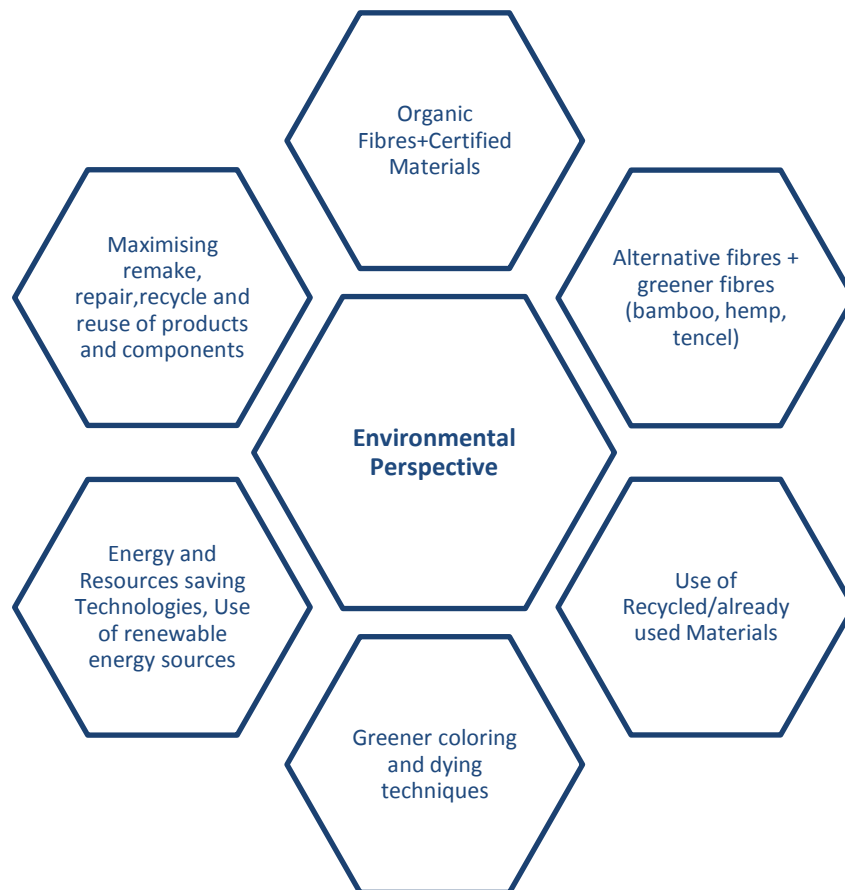 Organic
Fibres+Certified
Materials
Alternative fibres +
greener fibres
(bamboo, hemp,
tencel)
Use of
Recycled/already
used Materials
Greener coloring
and dying
techniques
Energy and
Resources saving
Technologies, Use
of renewable
energy sources
Maximising
remake,
repair,recycle and
reuse of products
and components
Environmental
Perspective